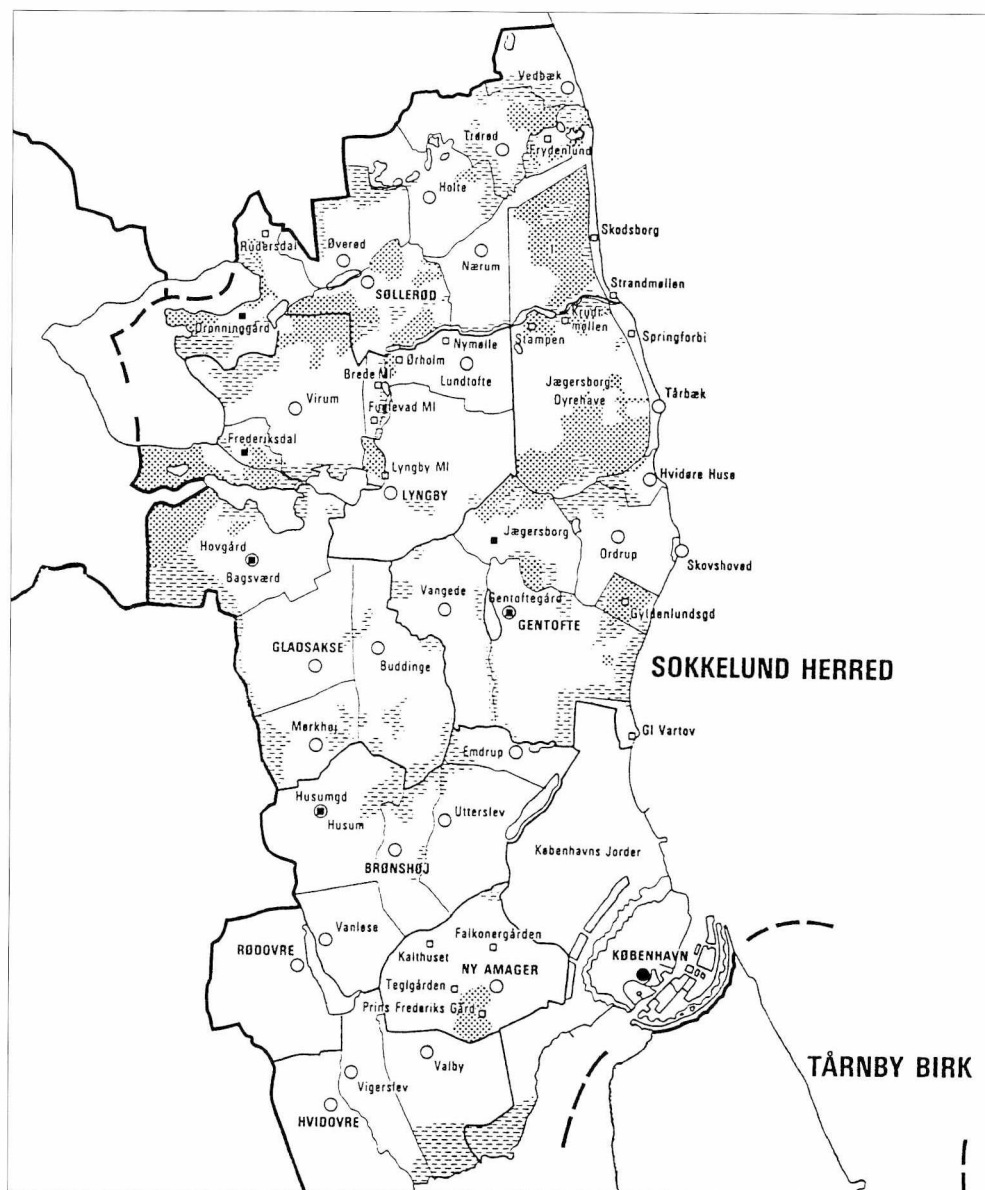 Vedbæk
Trørød
Frydenlund
Holte
Rudersdal
Øverød
Nærum
Skodsborg
SØLLERØD
Strandmøllen
Dronninggård
Krudt
møllen
Stampen
Springforbi
Nymølle
Ørholm
Lundtofte
Brede Ml
Jægersborg
Dyrehave
Virum
Fuglevad Ml
Tårbæk
Frederiksdal
Lyngby Ml
Hvidøre Huse
LYNGBY
Jægersborg
Hovgård
Ordrup
Skovshoved
Bagsværd
Vangede
Gentoftegård
Gyldenlundsgd
GENTOFTE
GLADSAKSE
Buddinge
SOKKELUND HERRED
Mørkhøj
Gl Vartov
Emdrup
Husumgd
Husum
Utterslev
Københavns Jorder
BRØNSHØJ
Vanløse
Falkonergården
RØDOVRE
Kalthuset
KØBENHAVN
NY AMAGER
Teglgården
Prins Frederiks Gård
Valby
TÅRNBY BIRK
Vigerslev
HVIDOVRE